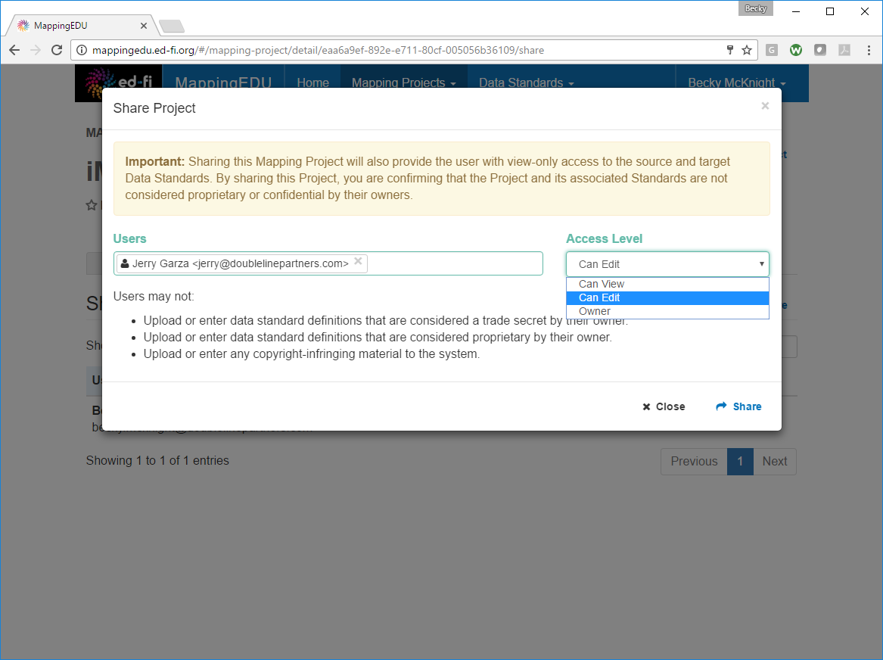 Becky
MappingEDU
mappingedu.ed-fi.org/#/mapping-project/detail/eaa6a9ef-892e-e711-80cf-005056b36109/share
ed-fi MappingEDU Home Mapping Projects Data Standards Becky McKnight
Share Project ×
Important: Sharing this Mapping Project will also provide the user with view-only access to the source and target
Data Standards. By sharing this Project, you are confirming that the Project and its associated Standards are not
considered proprietary or confidential by their owners.
Users Access Level
Jerry Garza <jerry@doublelinepartners.com> × Can Edit
Can View
Can Edit
Owner
Users may not:
• Upload or enter data standard definitions that are considered a trade secret by their owner.
• Upload or enter data standard definitions that are considered proprietary by their owner.
• Upload or enter any copyright-infringing material to the system.
Close Share
Showing 1 to 1 of 1 entries Previous 1 Next